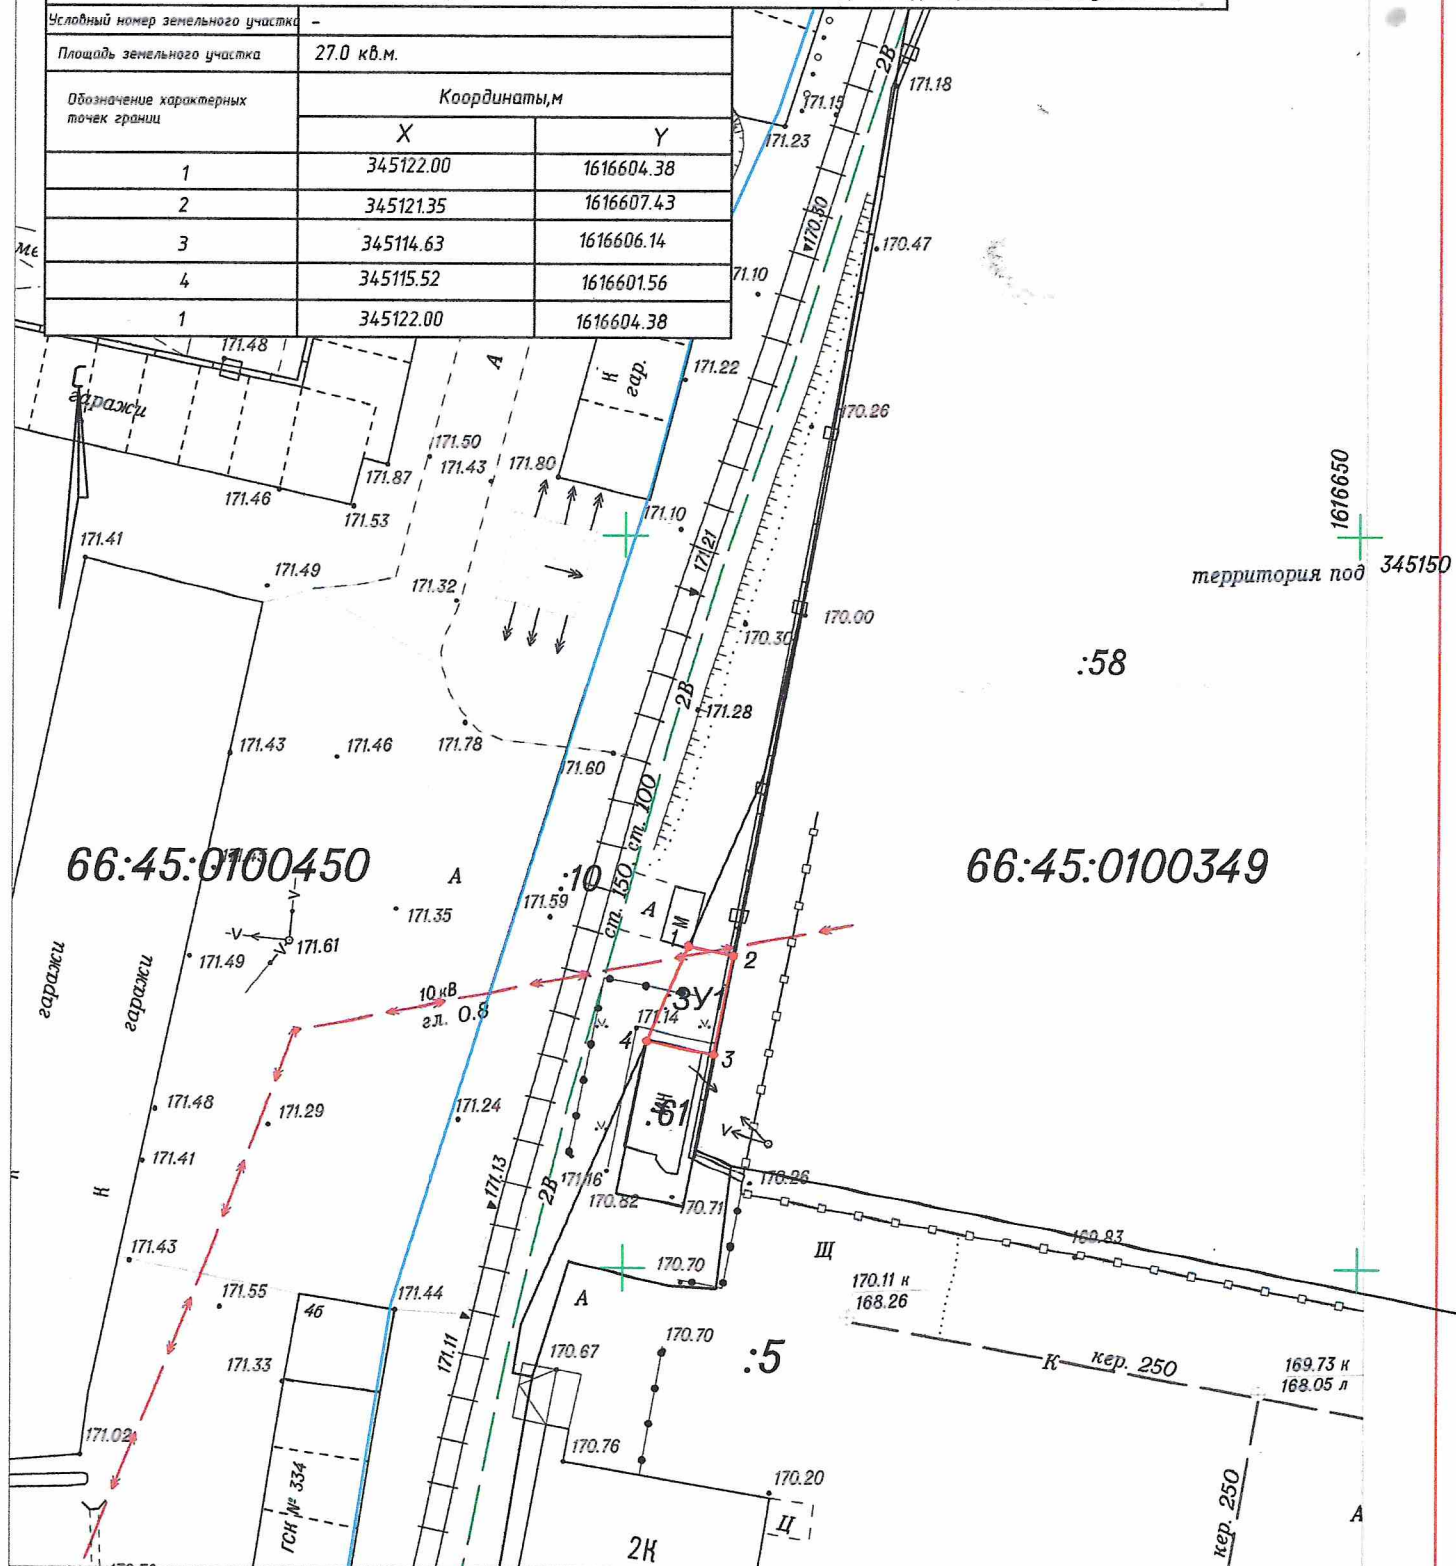 Условный номер земельного участка -
Площадь земельного участка 27.0 кв.м.
Обозначение характерных точек границ
Координаты,м
X Y
1 345122.00 1616604.38
2 345121.35 1616607.43
3 345114.63 1616606.14
4 345115.52 1616601.56
1 345122.00 1616604.38
2В
171.18
171.15
171.23
170.30
170.47
71.10
171.48
А
К
гар.
171.22
гаражи
170.26
171.50
171.43
171.80
171.87
171.46
171.53
171.10
1616650
171.41
171.21
345150
территория под
171.49
171.32
170.00
170.30
:58
2В
171.28
171.43
171.46
171.78
171.60
ст. 150, ст. 100
66:45:0100450
:10
66:45:0100349
А
171.35
171.59
А
М
1
2
171.61
171.49
гаражи
гаражи
10 кВ
гл. 0.8
:ЗУ1
171.14
4
3
171.48
171.29
171.24
:61
171.41
171.13
2В
171.16
170.26
170.82
170.71
К
171.43
169.83
Щ
170.70
170.11 к
168.26
171.55
46
171.44
А
171.11
170.70
171.33
170.67
:5
К
кер. 250
169.73 к
168.05 л
171.02
170.76
170.20
ГСК № 334
Ц
кер. 250
А
2К